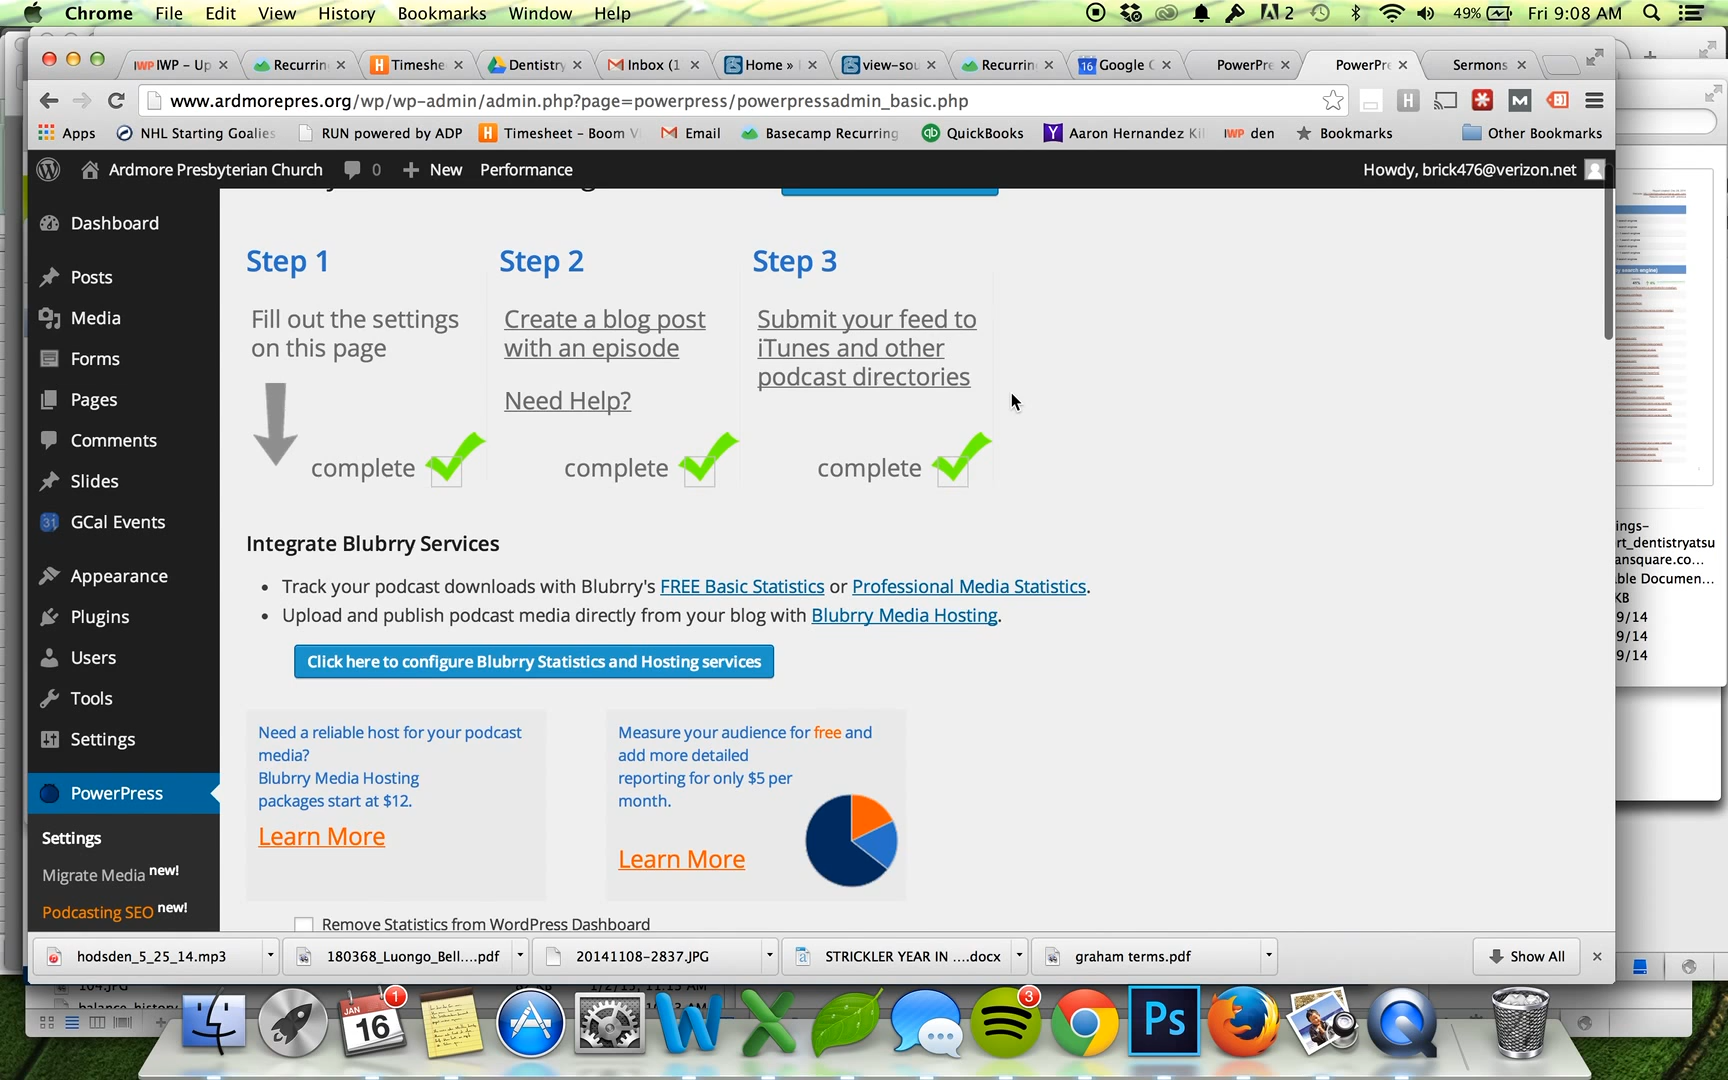 Chrome File Edit View History Bookmarks Window Help 2 49% Fri 9:08 AM
IWP IWP - Up Recurrin Timeshe Dentistry Inbox (1 Home » view-sou Recurrin 16 Google C PowerPre PowerPre Sermons
www.ardmorepres.org/wp/wp-admin/admin.php?page=powerpress/powerpressadmin_basic.php
Apps NHL Starting Goalies RUN powered by ADP Timesheet - Boom Vi Email Basecamp Recurring QuickBooks Aaron Hernandez Kil IWP den Bookmarks Other Bookmarks
Ardmore Presbyterian Church 0 New Performance Howdy, brick476@verizon.net
Dashboard
Posts
Media
Forms
Pages
Comments
Slides
31 GCal Events
Appearance
Plugins
Users
Tools
Settings
PowerPress
Settings
Migrate Media new!
Podcasting SEO new!
Step 1
Fill out the settings
on this page
complete
Step 2
Create a blog post
with an episode
Need Help?
complete
Step 3
Submit your feed to
iTunes and other
podcast directories
complete
Integrate Blubrry Services
Track your podcast downloads with Blubrry's FREE Basic Statistics or Professional Media Statistics.
Upload and publish podcast media directly from your blog with Blubrry Media Hosting.
Click here to configure Blubrry Statistics and Hosting services
Need a reliable host for your podcast
media?
Blubrry Media Hosting
packages start at $12.
Learn More
Measure your audience for free and
add more detailed
reporting for only $5 per
month.
Learn More
Remove Statistics from WordPress Dashboard
ings-
rt_dentistryatsu
ansquare.co...
ble Documen...
KB
9/14
9/14
9/14
hodsden_5_25_14.mp3 180368_Luongo_Bell....pdf 20141108-2837.JPG STRICKLER YEAR IN ....docx graham terms.pdf Show All
1 JAN 16 3 Ps